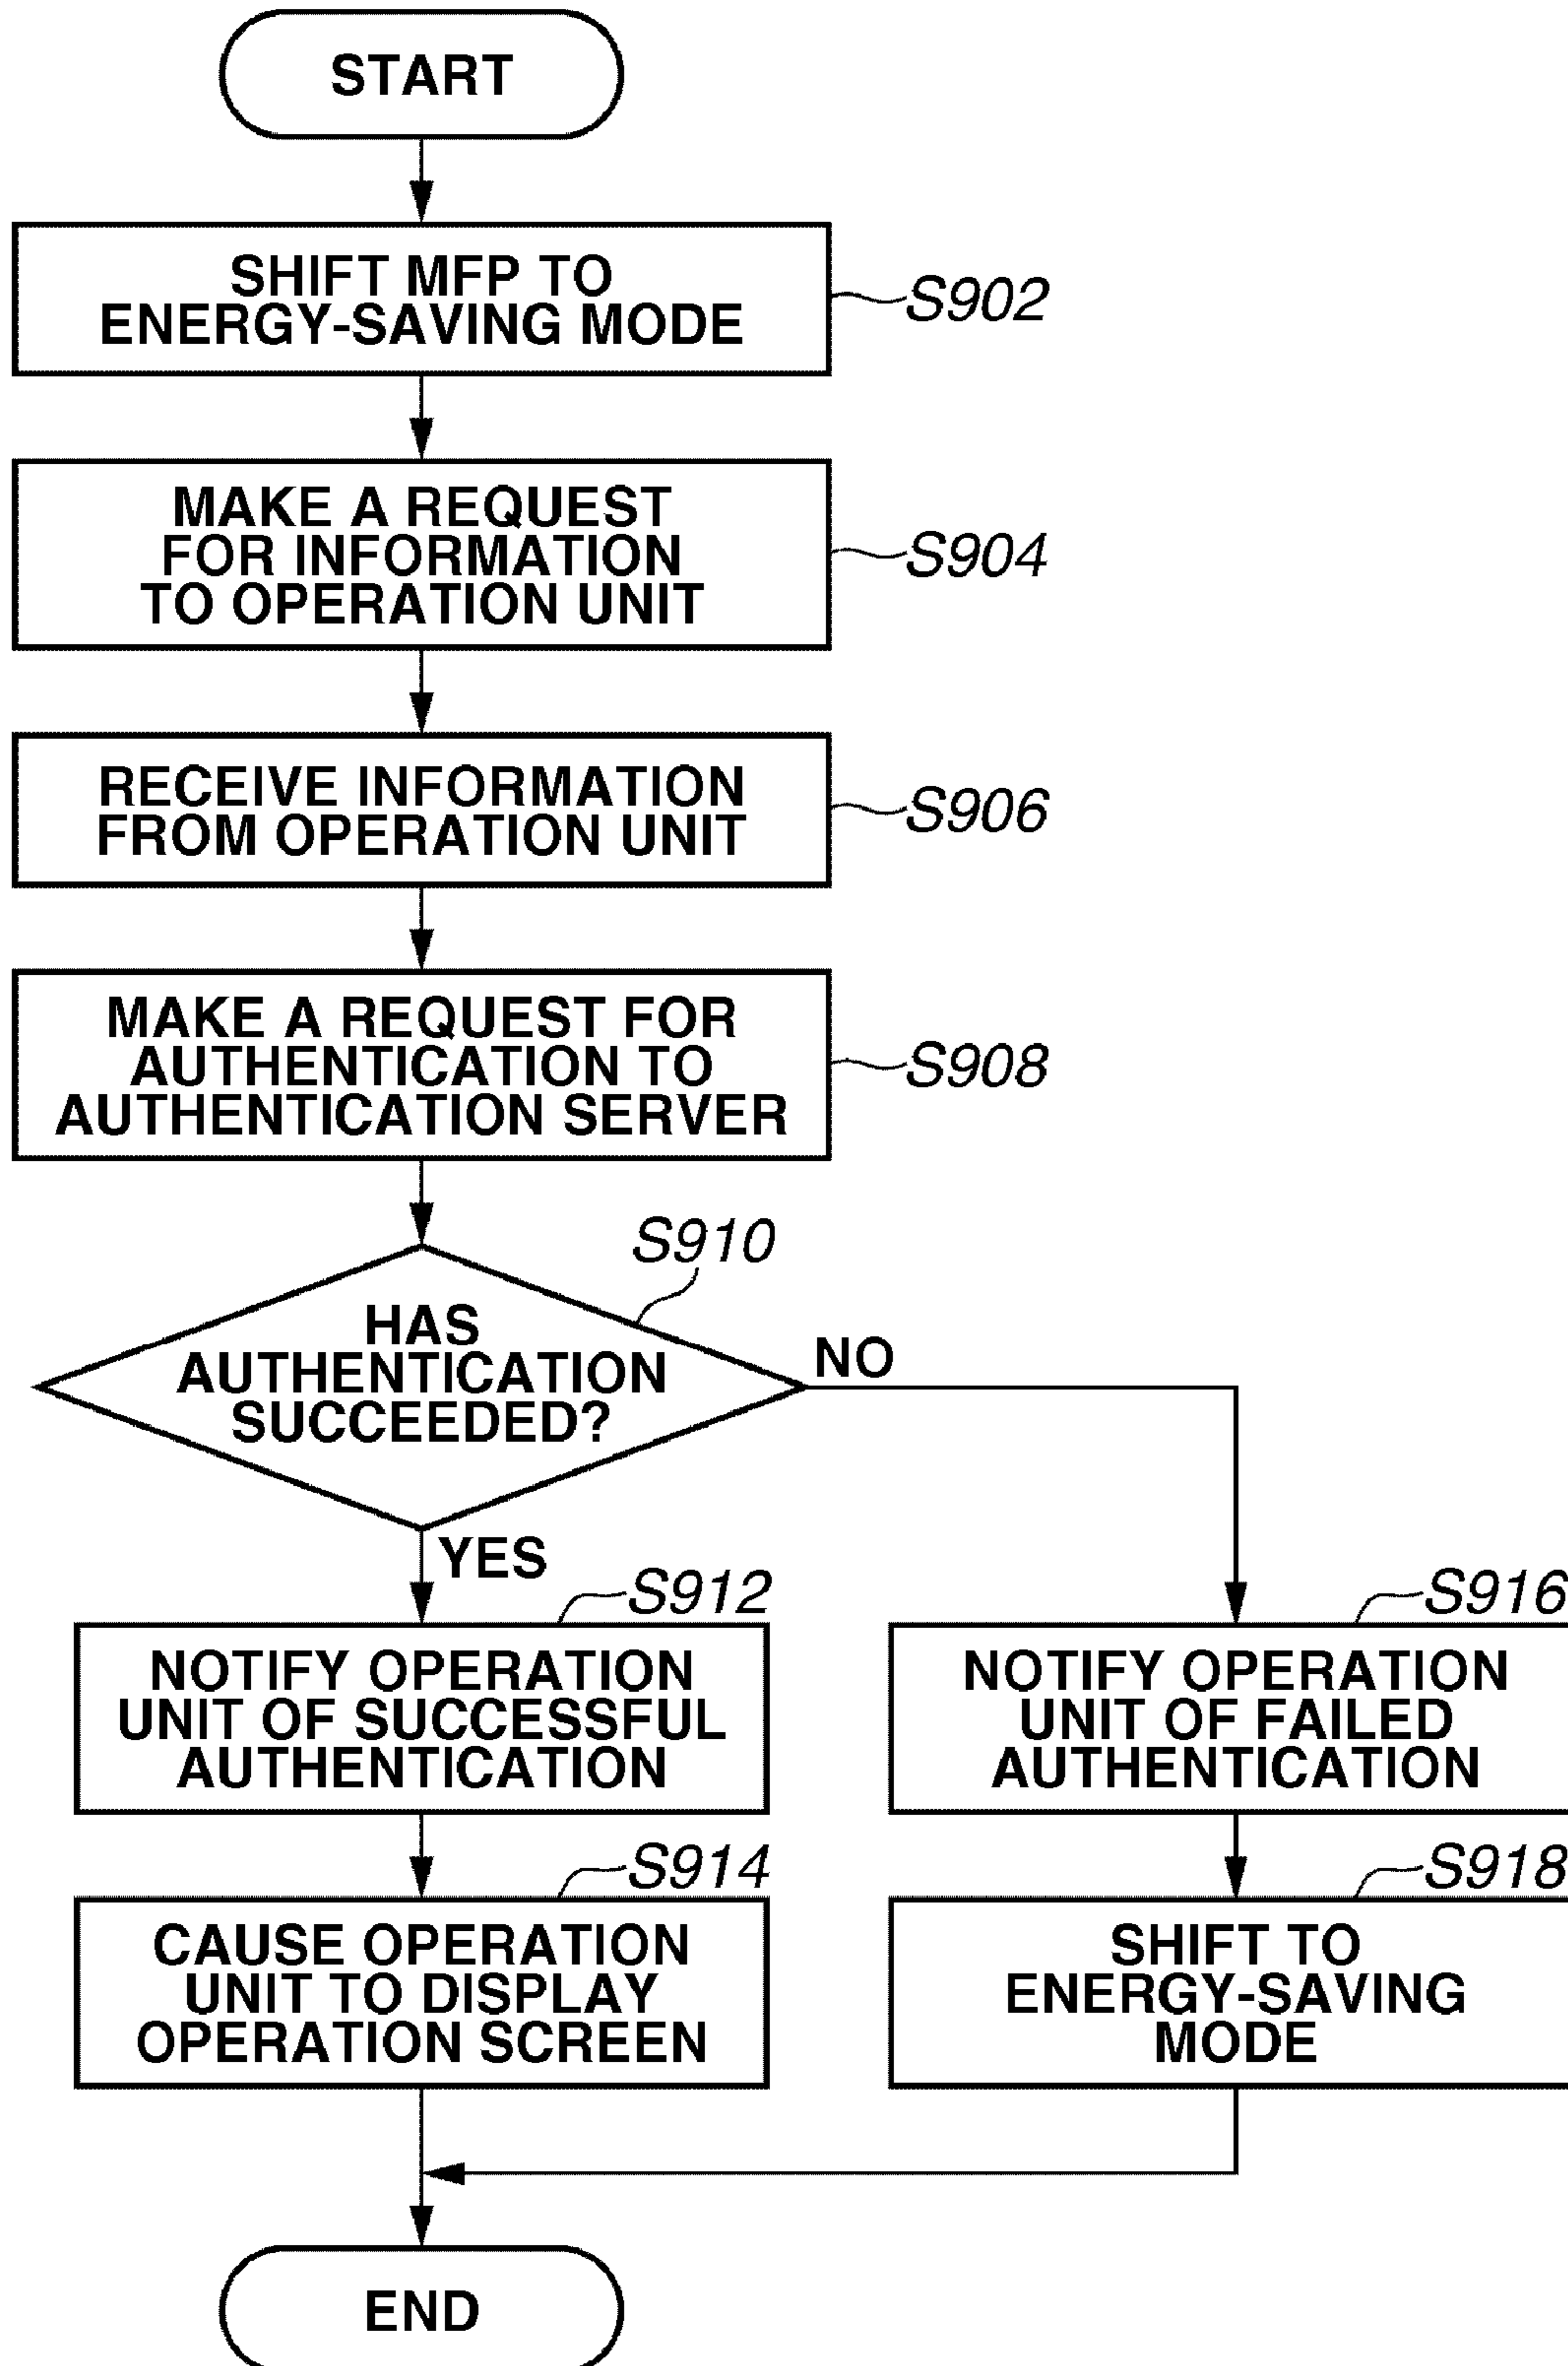 START
SHIFT MFP TO
ENERGY-SAVING MODE
S902
MAKE A REQUEST
FOR INFORMATION
TO OPERATION UNIT
S904
RECEIVE INFORMATION
FROM OPERATION UNIT
S906
MAKE A REQUEST FOR
AUTHENTICATION TO
AUTHENTICATION SERVER
S908
S910
HAS
AUTHENTICATION
SUCCEEDED?
NO
YES
S912
NOTIFY OPERATION
UNIT OF SUCCESSFUL
AUTHENTICATION
S916
NOTIFY OPERATION
UNIT OF FAILED
AUTHENTICATION
S914
CAUSE OPERATION
UNIT TO DISPLAY
OPERATION SCREEN
S918
SHIFT TO
ENERGY-SAVING
MODE
END